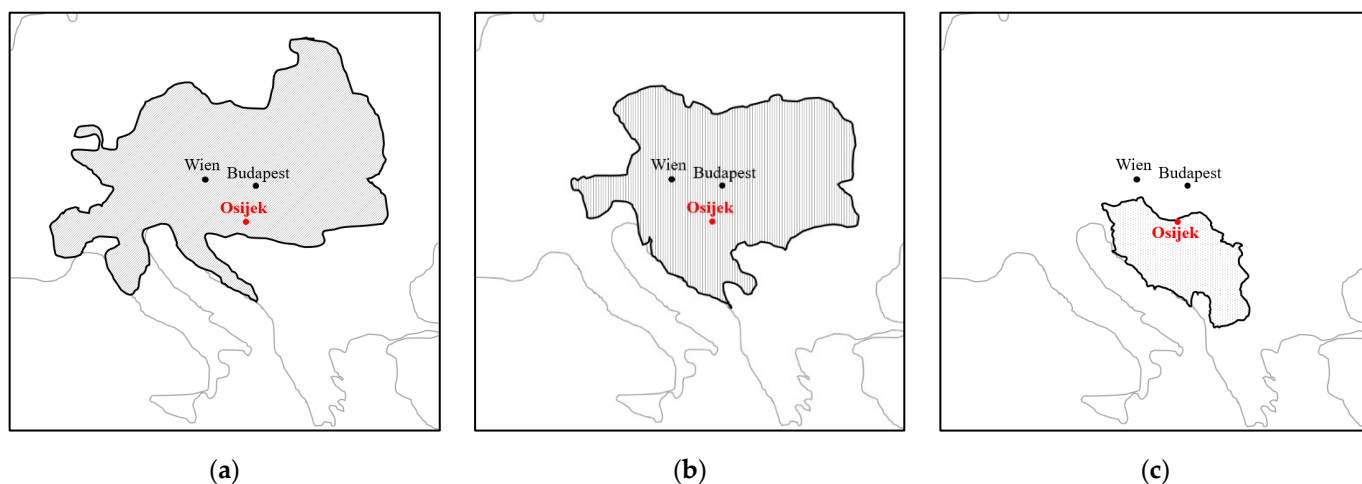 Wien
Budapest
Osijek
Wien
Budapest
Osijek
Wien
Budapest
Osijek
(a)
(b)
(c)